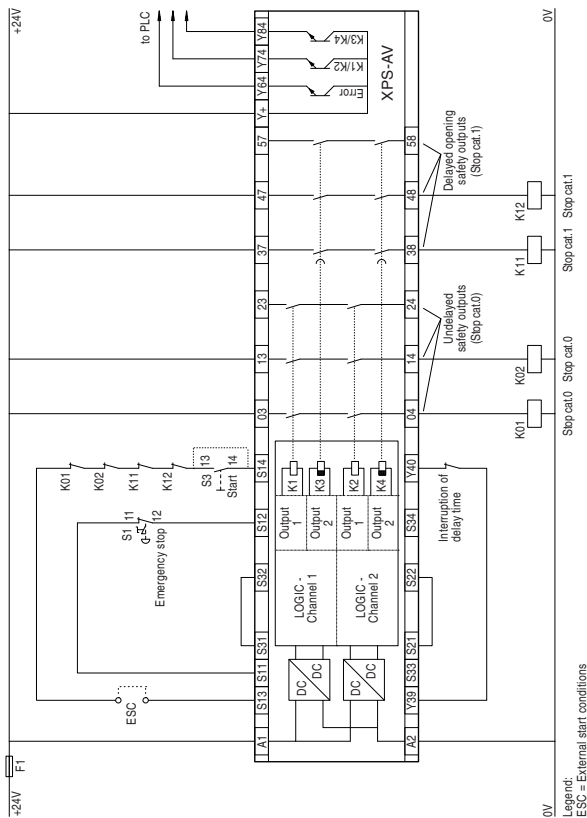 +24V
F1
+24V
to PLC
K01
K02
K11
K12
S1
11
12
Emergency stop
ESC
S3
13
14
Start
A1
S13
S11
S31
S32
S12
S14
03
13
23
37
47
57
Y+
Y64
Y74
Y84
DC
DC
DC
DC
LOGIC -
Channel 1
LOGIC -
Channel 2
Output
1
Output
2
Output
1
Output
2
K1
K3
K2
K4
Error
K1/K2
K3/K4
XPS-AV
A2
Y39
S33
S21
S22
S34
Y40
04
14
24
38
48
58
Interruption of
delay time
Undelayed
safety outputs
(Stop cat.0)
Delayed opening
safety outputs
(Stop cat.1)
K01
K02
K11
K12
0V
0V
Stop cat.0
Stop cat.0
Stop cat.1
Stop cat.1
Legend:
ESC = External start conditions